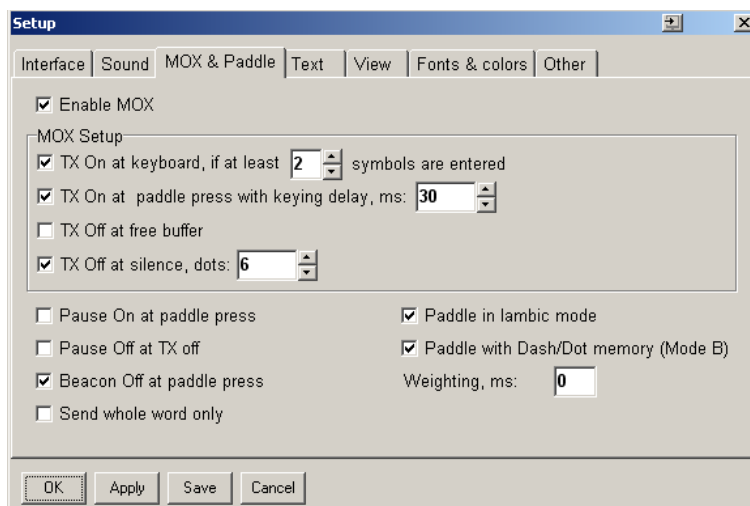 Setup
Interface Sound MOX & Paddle Text View Fonts & colors Other
Enable MOX
MOX Setup
TX On at keyboard, if at least 2 symbols are entered
TX On at paddle press with keying delay, ms: 30
TX Off at free buffer
TX Off at silence, dots: 6
Pause On at paddle press Paddle in Iambic mode
Pause Off at TX off Paddle with Dash/Dot memory (Mode B)
Beacon Off at paddle press Weighting, ms: 0
Send whole word only
OK Apply Save Cancel